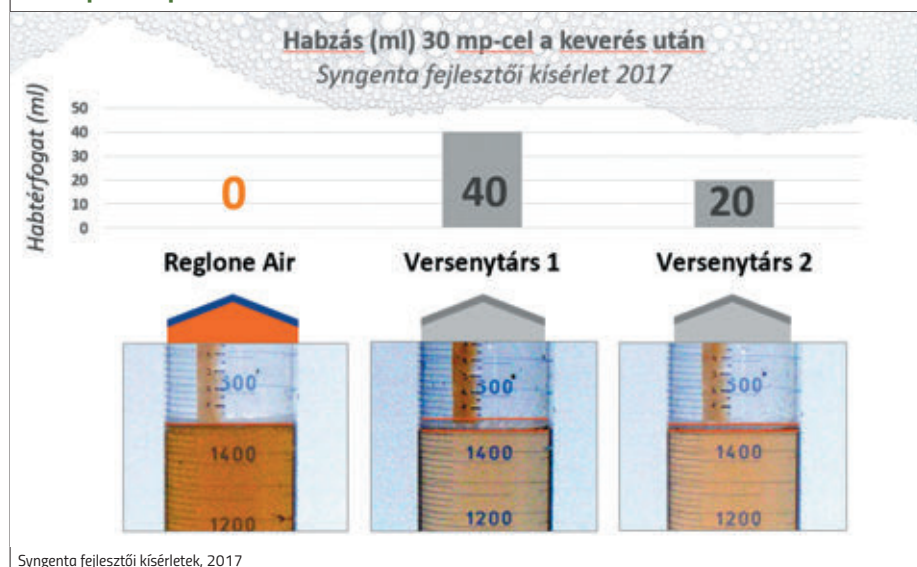 Habzás (ml) 30 mp-cel a keverés után
Syngenta fejlesztői kísérlet 2017
Habtérfogat (ml)
50
40
30
20
10
0
0
40
20
Reglone Air
Versenytárs 1
Versenytárs 2
300
300
300
1400
1400
1400
1200
1200
1200
Syngenta fejlesztői kísérletek, 2017